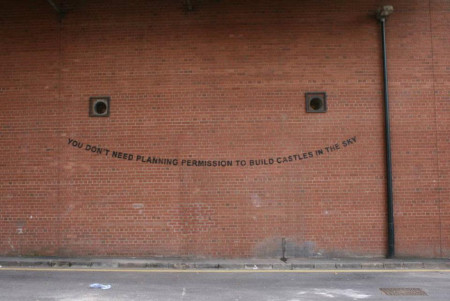 YOU DON'T NEED PLANNING PERMISSION TO BUILD CASTLES IN THE SKY